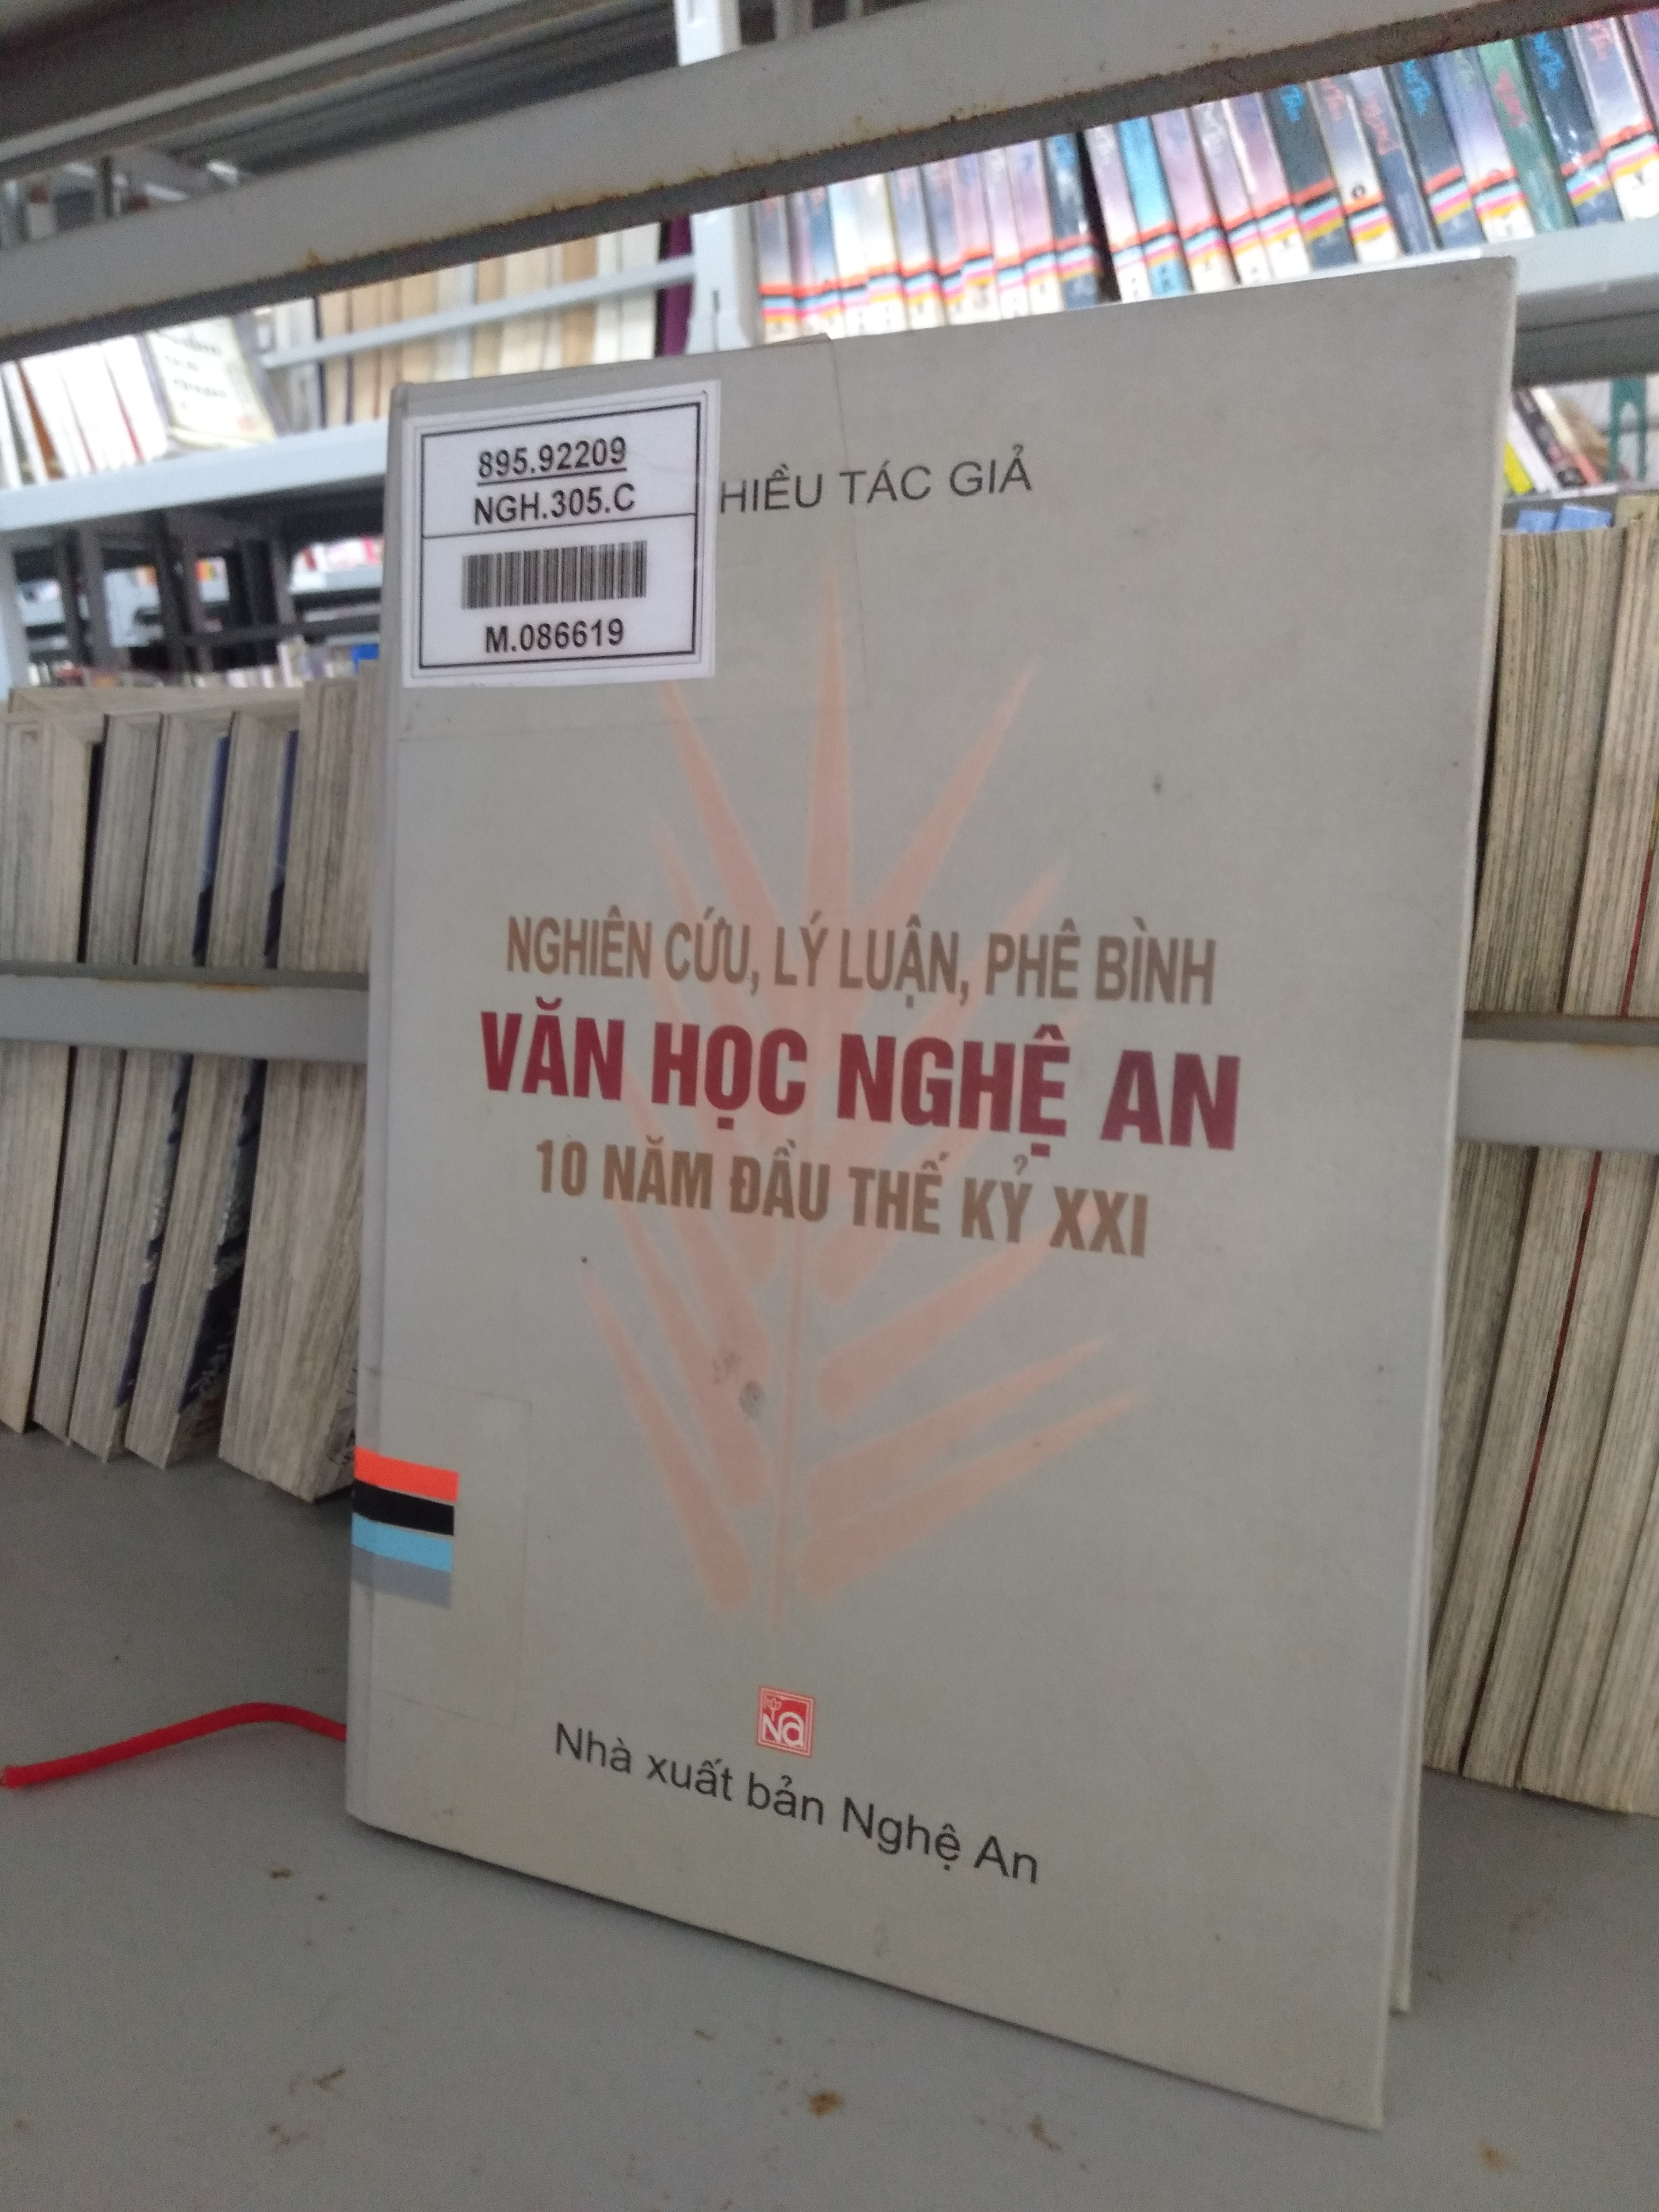 895.92209
NGH.305.C
M.086619
HIỀU TÁC GIẢ
NGHIÊN CỨU, LÝ LUẬN, PHÊ BÌNH
VĂN HỌC NGHỆ AN
10 NĂM ĐẦU THẾ KỶ XXI
NA
Nhà xuất bản Nghệ An